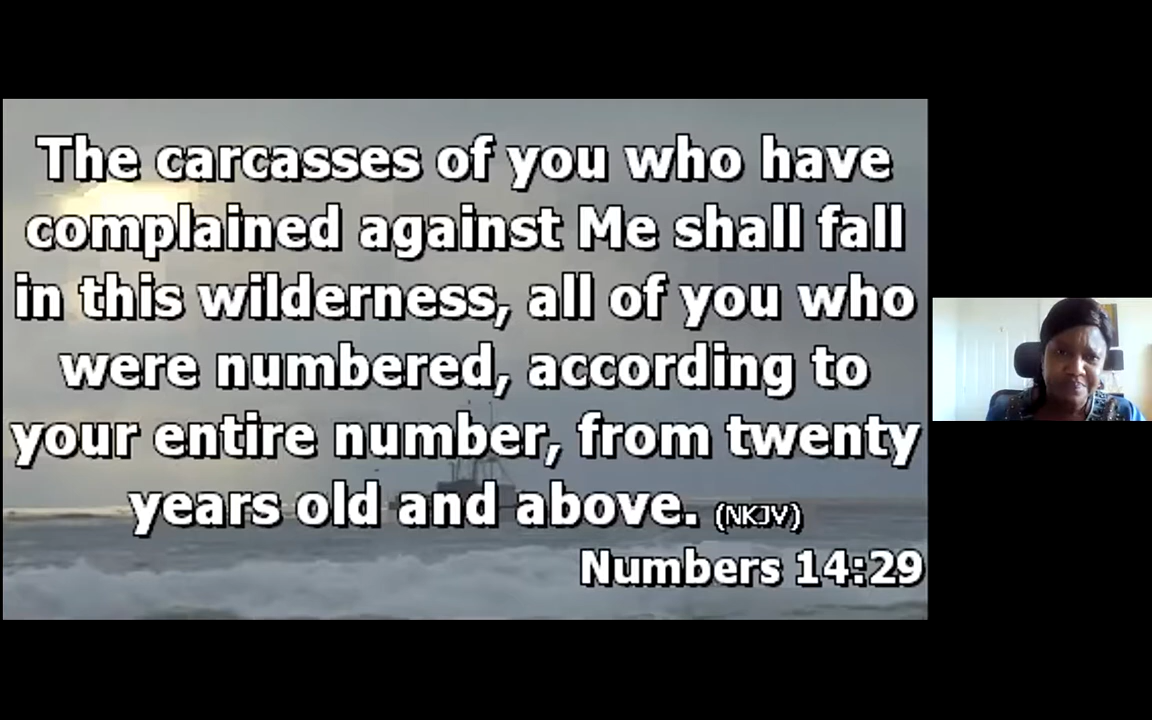 The carcasses of you who have
complained against Me shall fall
in this wilderness, all of you who
were numbered, according to
your entire number, from twenty
years old and above. (NKJV)
Numbers 14:29